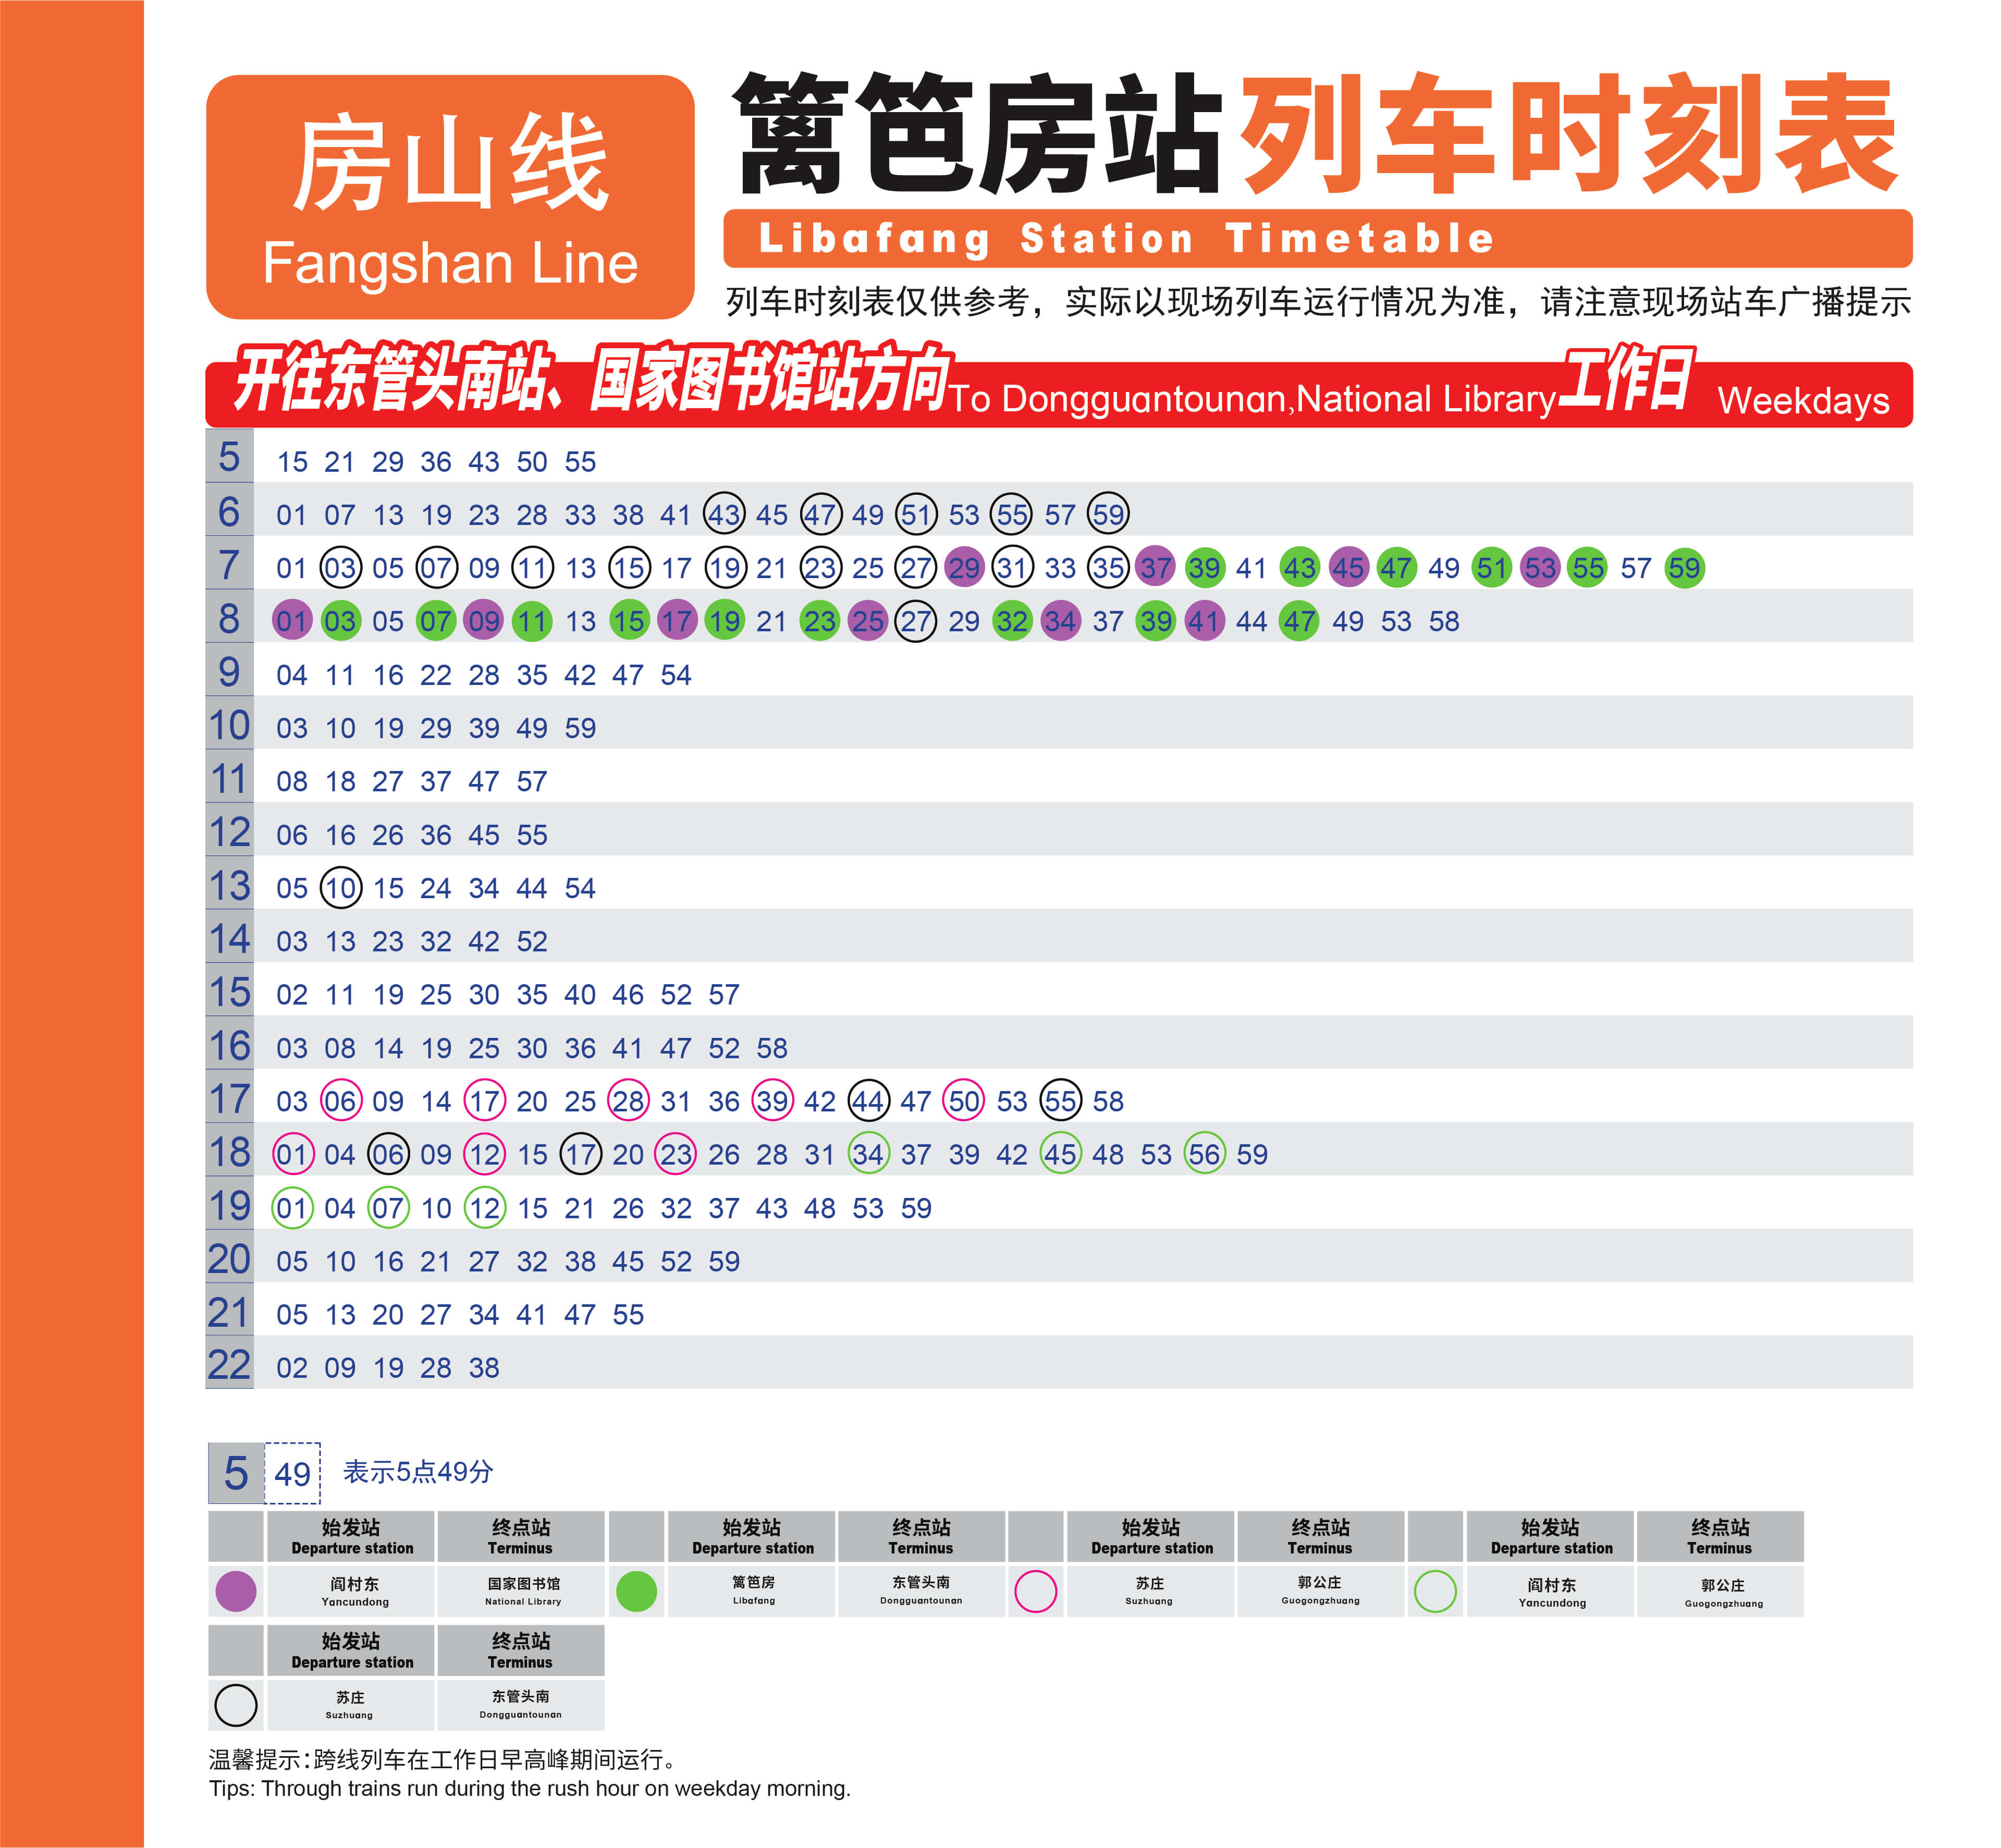 房山线
Fangshan Line
篱笆房站列车时刻表
Libafang Station Timetable
列车时刻表仅供参考，实际以现场列车运行情况为准，请注意现场站车广播提示
开往东管头南站、国家图书馆站方向To Dongguantounan,National Library工作日 Weekdays
5 15 21 29 36 43 50 55
6 01 07 13 19 23 28 33 38 41 43 45 47 49 51 53 55 57 59
7 01 03 05 07 09 11 13 15 17 19 21 23 25 27 29 31 33 35 37 39 41 43 45 47 49 51 53 55 57 59
8 01 03 05 07 09 11 13 15 17 19 21 23 25 27 29 32 34 37 39 41 44 47 49 53 58
9 04 11 16 22 28 35 42 47 54
10 03 10 19 29 39 49 59
11 08 18 27 37 47 57
12 06 16 26 36 45 55
13 05 10 15 24 34 44 54
14 03 13 23 32 42 52
15 02 11 19 25 30 35 40 46 52 57
16 03 08 14 19 25 30 36 41 47 52 58
17 03 06 09 14 17 20 25 28 31 36 39 42 44 47 50 53 55 58
18 01 04 06 09 12 15 17 20 23 26 28 31 34 37 39 42 45 48 53 56 59
19 01 04 07 10 12 15 21 26 32 37 43 48 53 59
20 05 10 16 21 27 32 38 45 52 59
21 05 13 20 27 34 41 47 55
22 02 09 19 28 38
5 49 表示5点49分
始发站 终点站 始发站 终点站 始发站 终点站 始发站 终点站
Departure station Terminus Departure station Terminus Departure station Terminus Departure station Terminus
阎村东 国家图书馆 篱笆房 东管头南 苏庄 郭公庄 阎村东 郭公庄
Yancundong National Library Libafang Dongguantounan Suzhuang Guogongzhuang Yancundong Guogongzhuang
始发站 终点站
Departure station Terminus
苏庄 东管头南
Suzhuang Dongguantounan
温馨提示：跨线列车在工作日早高峰期间运行。
Tips: Through trains run during the rush hour on weekday morning.